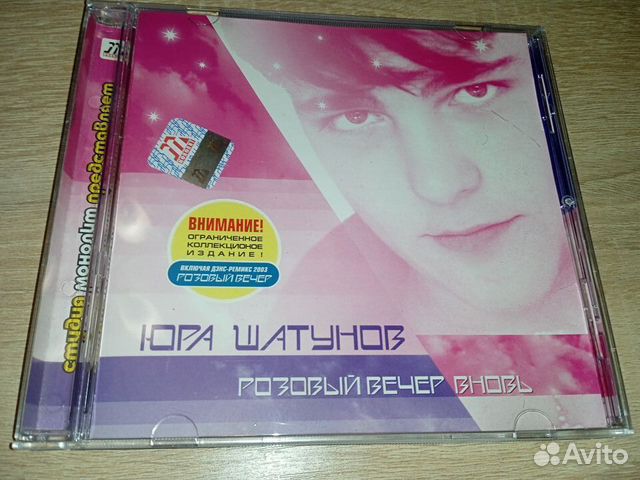 студия монолит представляет
ВНИМАНИЕ!
ОГРАНИЧЕННОЕ
КОЛЛЕКЦИОНОЕ
ИЗДАНИЕ!
ВКЛЮЧАЯ ДЭНС-РЕМИКС 2003
РОЗОВЫЙ ВЕЧЕР
ЮРА ШАТУНОВ
РОЗОВЫЙ ВЕЧЕР ВНОВЬ
Avito